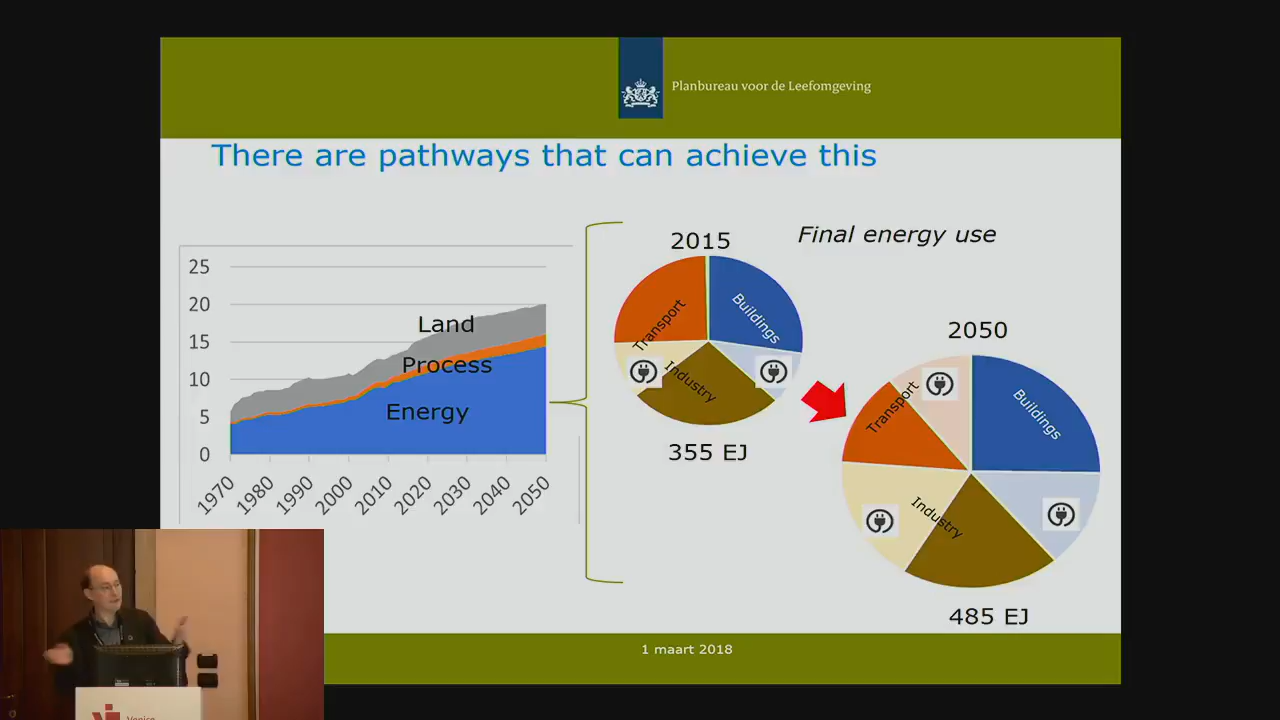 Planbureau voor de Leefomgeving
There are pathways that can achieve this
25
20
15
10
5
0
Land
Process
Energy
1970
1980
1990
2000
2010
2020
2030
2040
2050
2015
Transport
Buildings
Industry
355 EJ
Final energy use
2050
Transport
Buildings
Industry
485 EJ
1 maart 2018
Venice